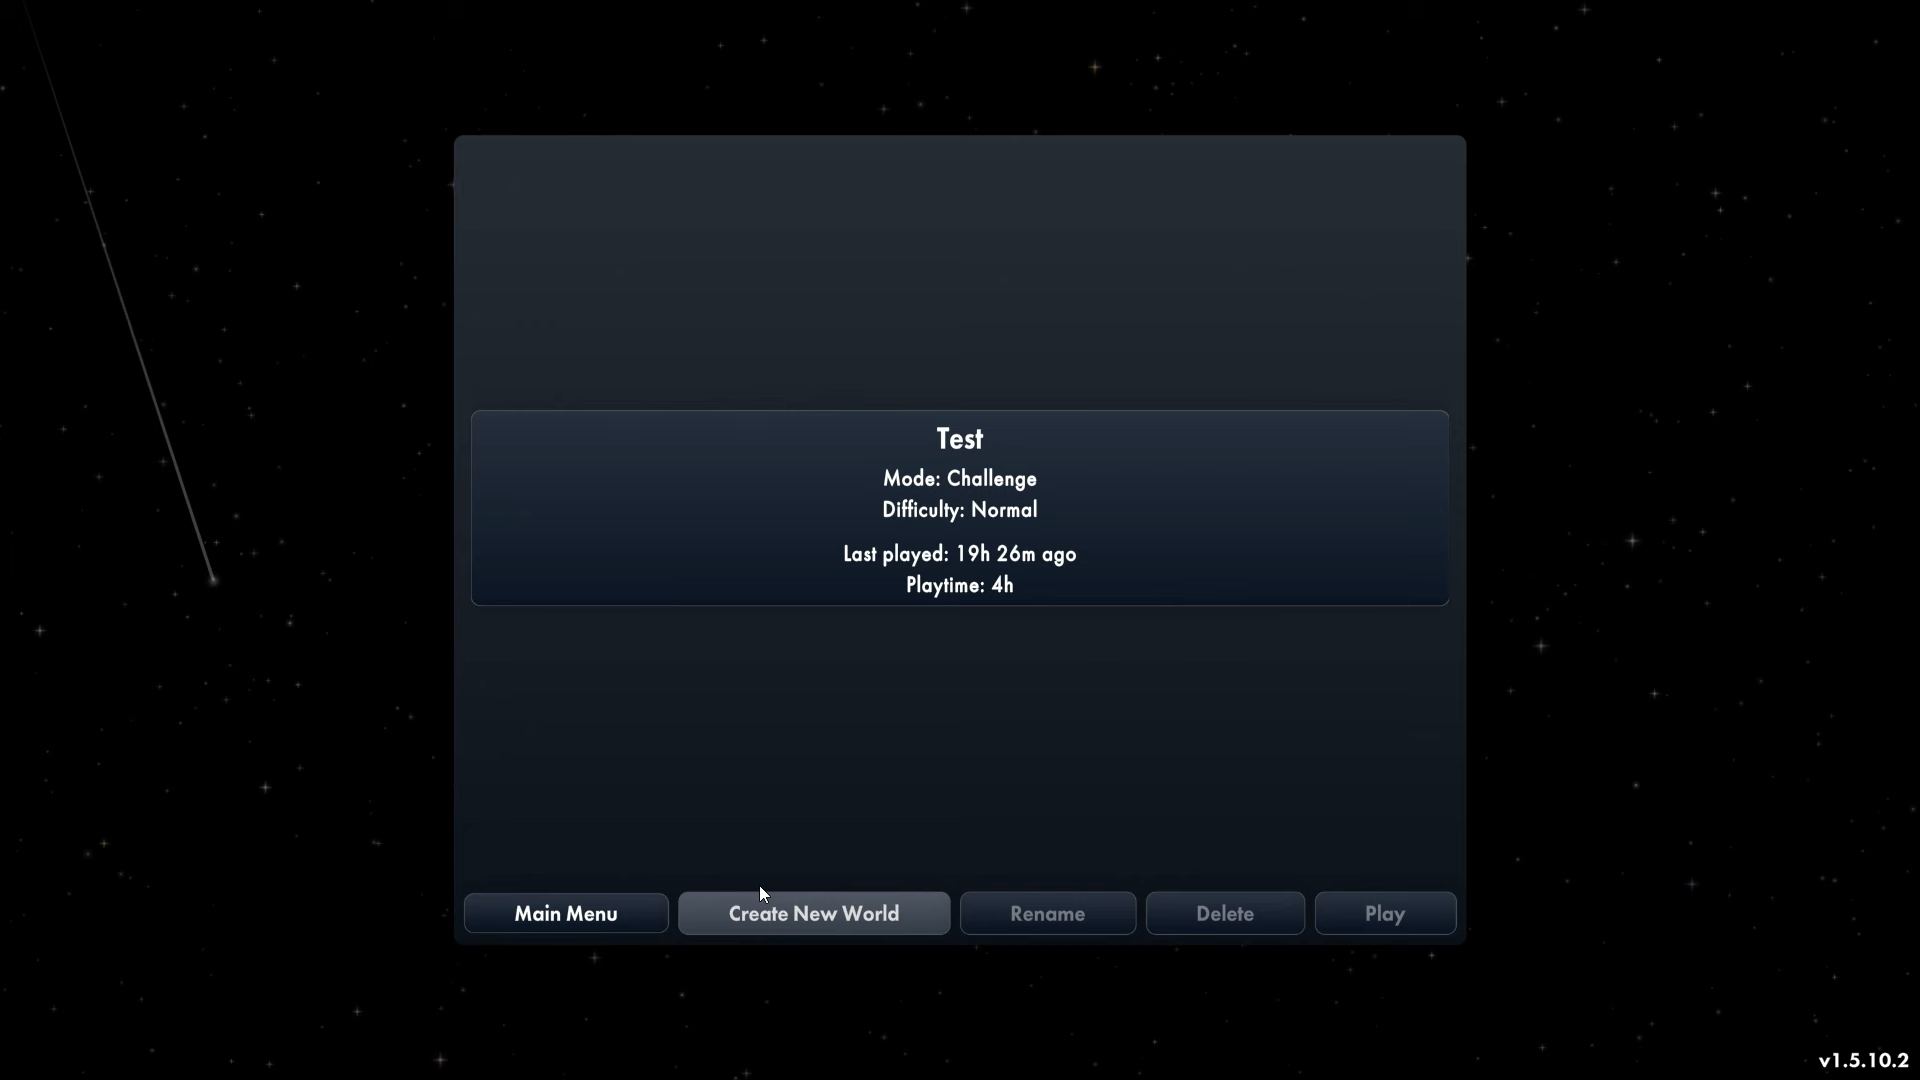 Test
Mode: Challenge
Difficulty: Normal
Last played: 19h 26m ago
Playtime: 4h
Main Menu
Create New World
Rename
Delete
Play
v1.5.10.2